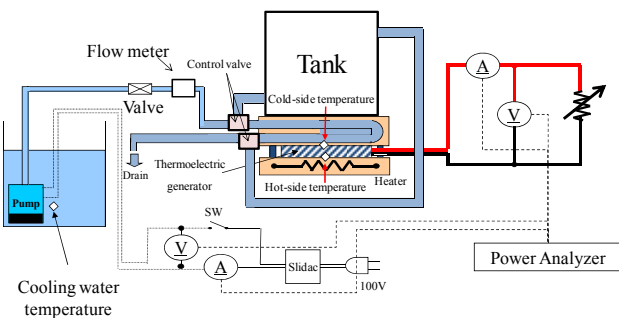 Flow meter
Control valve
Tank
Valve
Cold-side temperature
A
V
Drain
Thermoelectric
generator
Hot-side temperature
Heater
Pump
SW
V
A
Slidac
100V
Power Analyzer
Cooling water
temperature